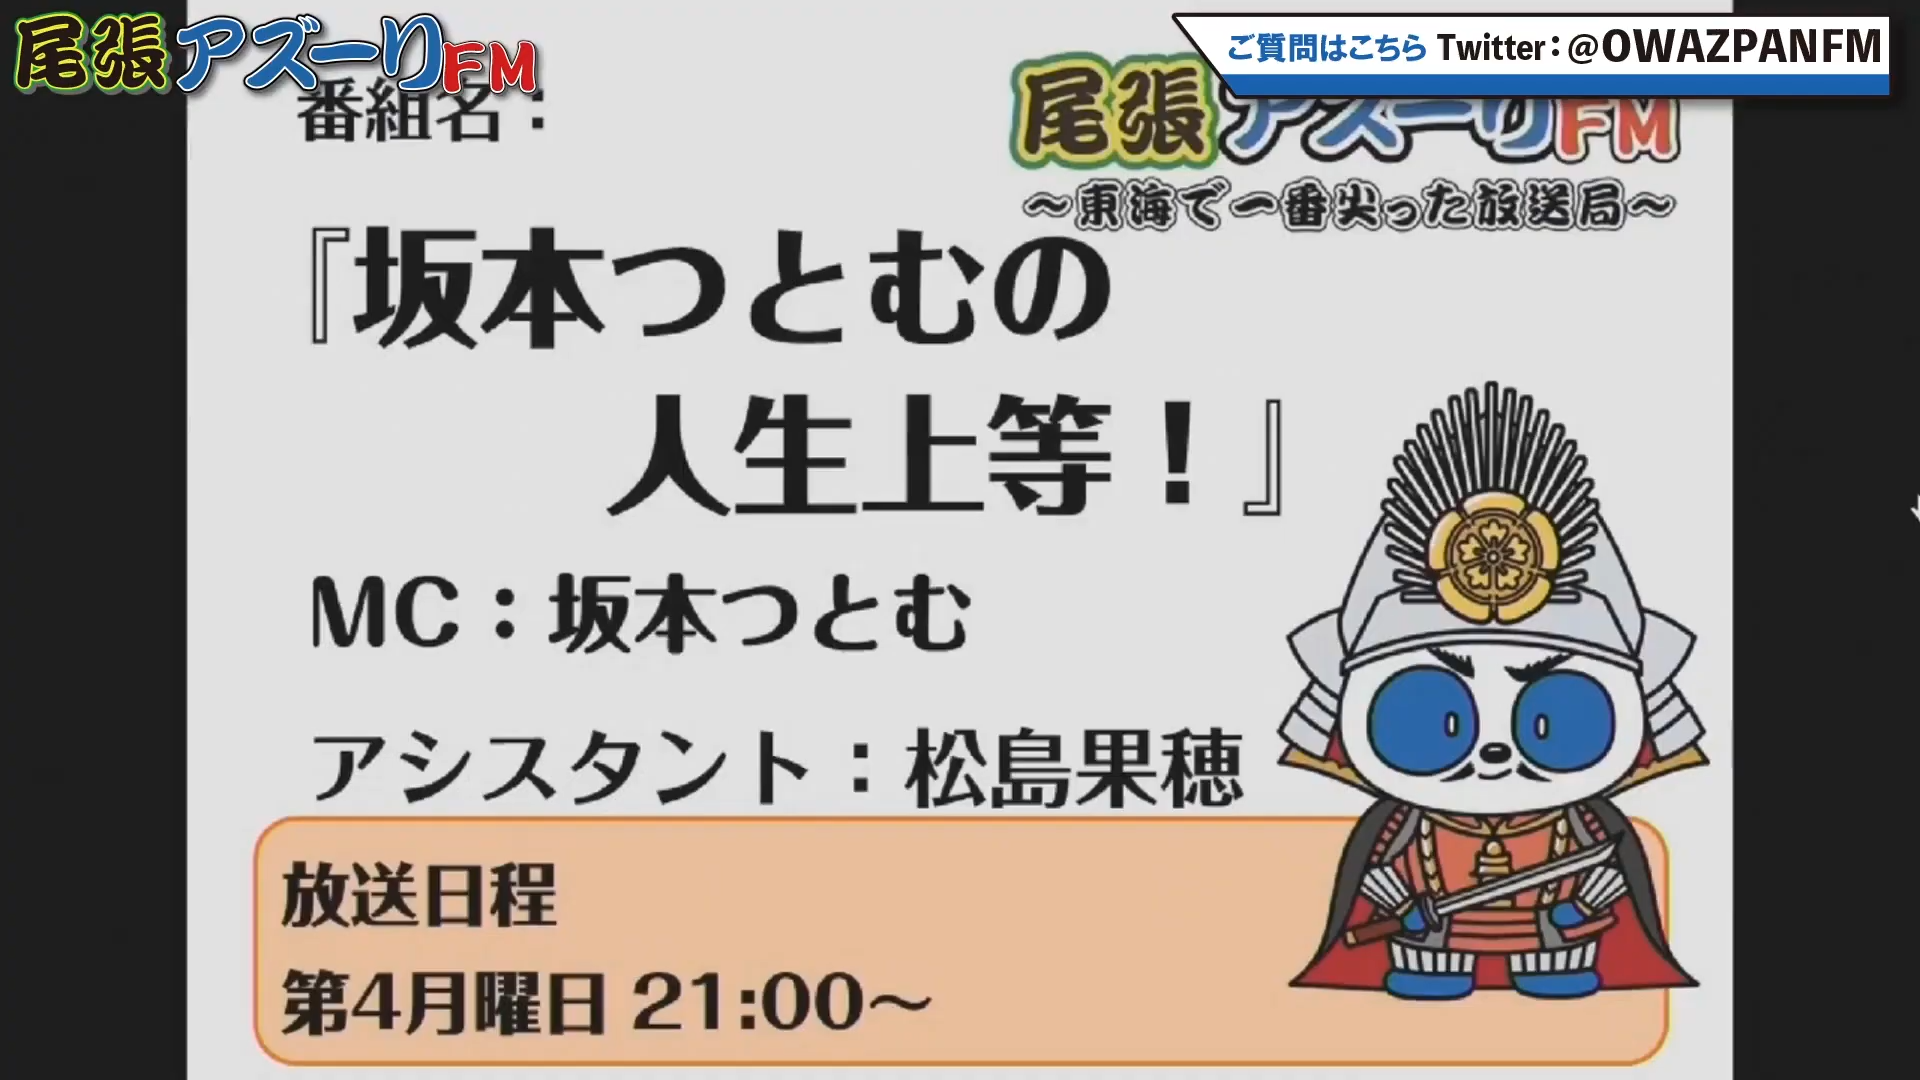 尾張アズーリFM
ご質問はこちら Twitter：@OWAZPANFM
番組名：
尾張アズーリFM
～東海で一番尖った放送局～
『坂本つとむの
人生上等！』
MC：坂本つとむ
アシスタント：松島果穂
放送日程
第4月曜日 21:00～